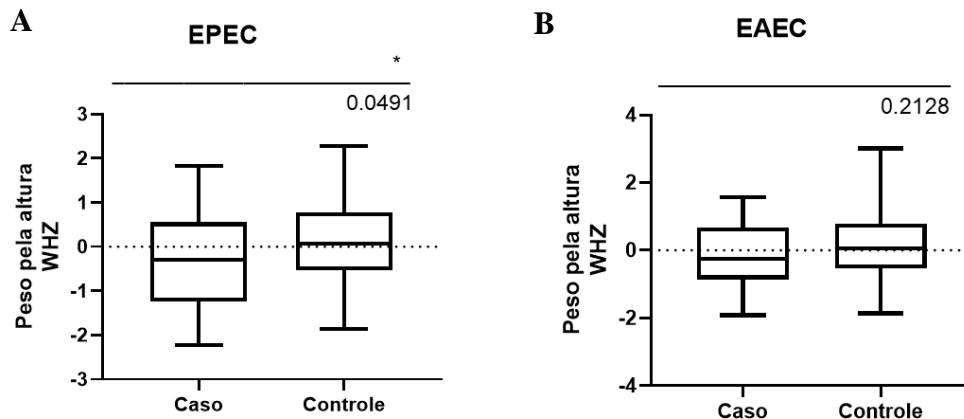 A
EPEC
*
0.0491
Peso pela altura
WHZ
3
2
1
0
-1
-2
-3
Caso
Controle
B
EAEC
0.2128
Peso pela altura
WHZ
4
2
0
-2
-4
Caso
Controle